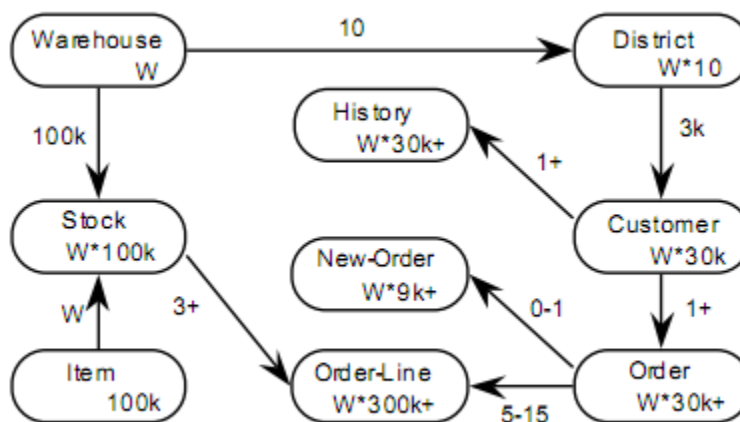 Warehouse
W
10
District
W*10
100k
History
W*30k+
1+
3k
Stock
W*100k
Customer
W*30k
New-Order
W*9k+
W
3+
0-1
1+
Item
100k
Order-Line
W*300k+
5-15
Order
W*30k+